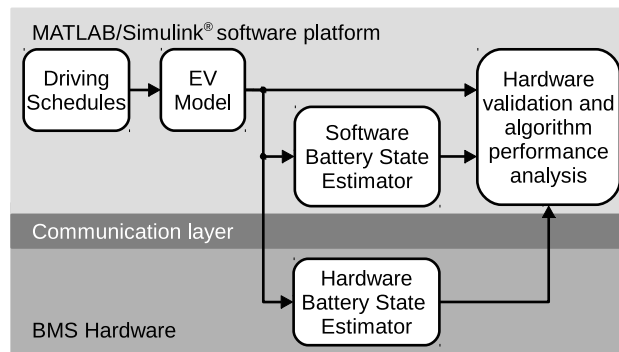 MATLAB/Simulink® software platform
Driving
Schedules
EV
Model
Software
Battery State
Estimator
Hardware
validation and
algorithm
performance
analysis
Communication layer
Hardware
Battery State
Estimator
BMS Hardware